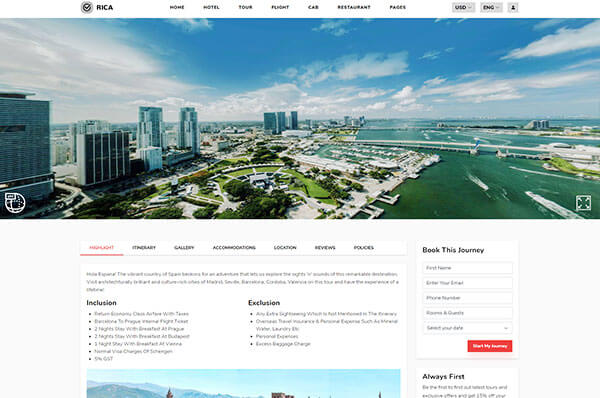 RICA
HOME HOTEL TOUR FLIGHT CAB RESTAURANT PAGES
USD ENG
HIGHLIGHT ITINERARY GALLERY ACCOMMODATIONS LOCATION REVIEWS POLICIES
Hola Espana! The vibrant country of Spain beckons for an adventure that lets us explore the sights 'n' sounds of this remarkable destination.
Visit architecturally brilliant and culture-rich sites of Madrid, Seville, Barcelona, Cordoba, Valencia on this tour and have the experience of a
lifetime!
Inclusion
Return Economy Class Airfare With Taxes
Barcelona To Prague Internal Flight Ticket
2 Nights Stay With Breakfast At Prague
2 Nights Stay With Breakfast At Budapest
1 Night Stay With Breakfast At Vienna
Normal Visa Charges Of Schengen
5% GST
Exclusion
Any Extra Sightseeing Which Is Not Mentioned In The Itinerary
Overseas Travel Insurance & Personal Expense Such As Mineral
Water, Laundry Etc
Personal Expenses
Excess Baggage Charge
Book This Journey
First Name
Enter Your Email
Phone Number
Rooms & Guests
Select your date
Start My Journey
Always First
Be the first to find out latest tours and
exclusive offers and get 15% off your